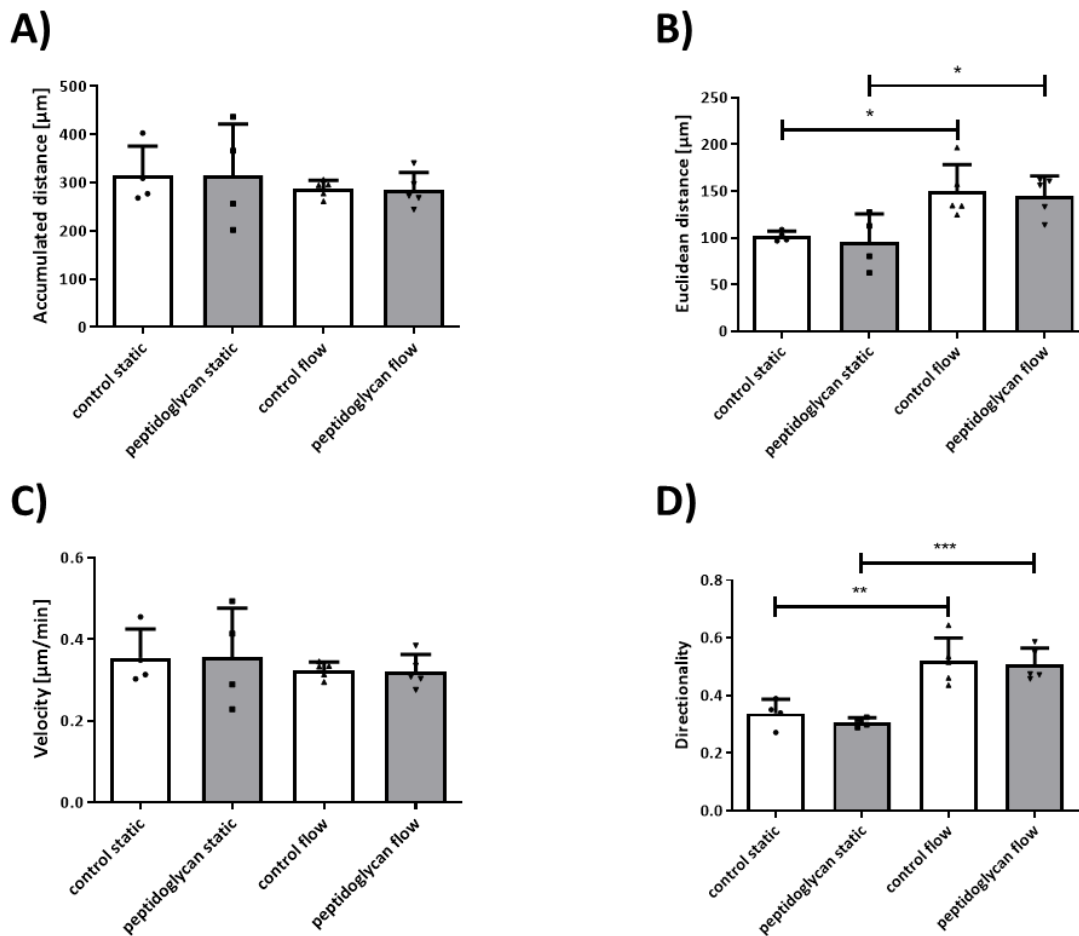 A)
Accumulated distance [µm]
500
400
300
200
100
0
control static
peptidoglycan static
control flow
peptidoglycan flow
B)
Euclidean distance [µm]
250
200
150
100
50
0
*
*
control static
peptidoglycan static
control flow
peptidoglycan flow
C)
Velocity [µm/min]
0.6
0.4
0.2
0.0
control static
peptidoglycan static
control flow
peptidoglycan flow
D)
Directionality
0.8
0.6
0.4
0.2
0.0
***
**
control static
peptidoglycan static
control flow
peptidoglycan flow